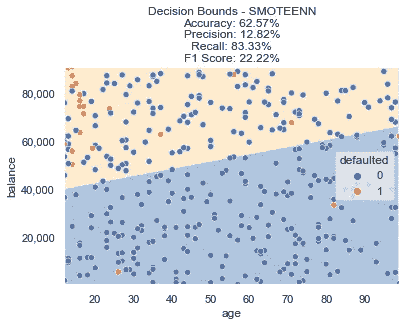 Decision Bounds - SMOTEENN
Accuracy: 62.57%
Precision: 12.82%
Recall: 83.33%
F1 Score: 22.22%
80,000
60,000
40,000
20,000
balance
defaulted
0
1
20 30 40 50 60 70 80 90
age